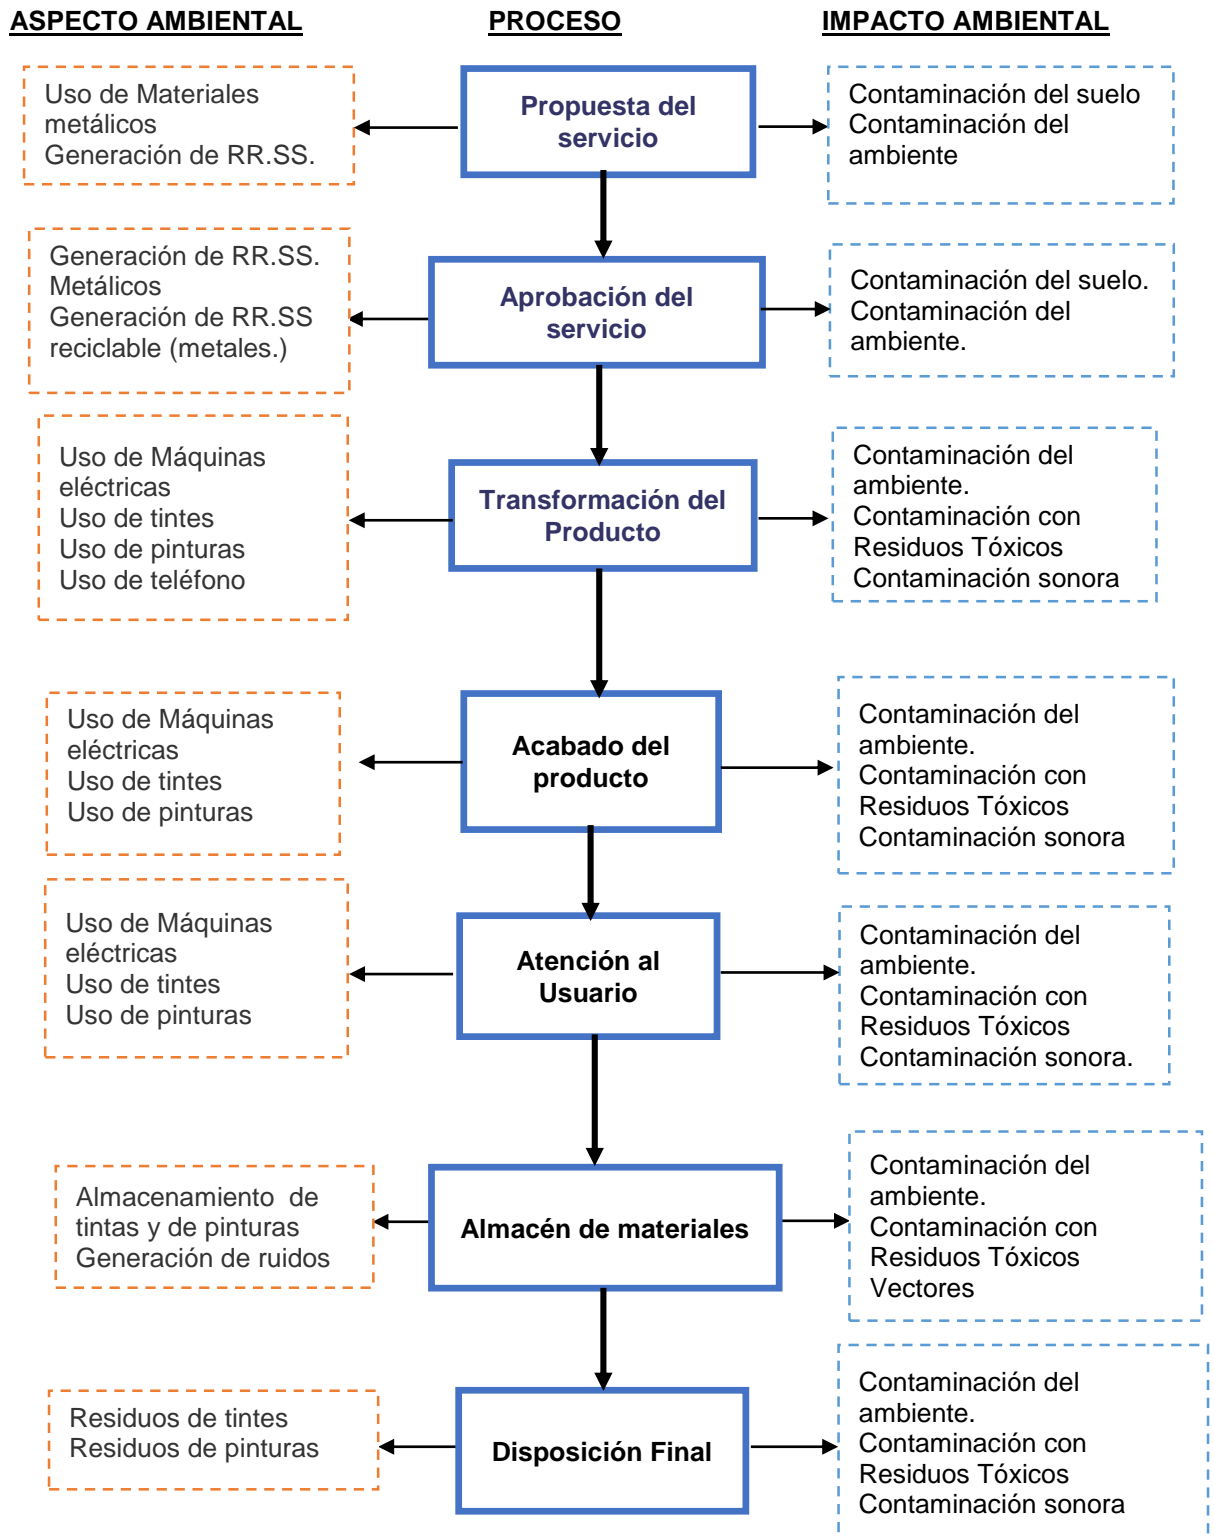 ASPECTO AMBIENTAL
PROCESO
IMPACTO AMBIENTAL
Uso de Materiales
metálicos
Generación de RR.SS.
Propuesta del
servicio
Contaminación del suelo
Contaminación del
ambiente
Generación de RR.SS.
Metálicos
Generación de RR.SS
reciclable (metales.)
Aprobación del
servicio
Contaminación del suelo.
Contaminación del
ambiente.
Uso de Máquinas
eléctricas
Uso de tintes
Uso de pinturas
Uso de teléfono
Transformación del
Producto
Contaminación del
ambiente.
Contaminación con
Residuos Tóxicos
Contaminación sonora
Uso de Máquinas
eléctricas
Uso de tintes
Uso de pinturas
Acabado del
producto
Contaminación del
ambiente.
Contaminación con
Residuos Tóxicos
Contaminación sonora
Uso de Máquinas
eléctricas
Uso de tintes
Uso de pinturas
Atención al
Usuario
Contaminación del
ambiente.
Contaminación con
Residuos Tóxicos
Contaminación sonora.
Almacenamiento de
tintas y de pinturas
Generación de ruidos
Almacén de materiales
Contaminación del
ambiente.
Contaminación con
Residuos Tóxicos
Vectores
Residuos de tintes
Residuos de pinturas
Disposición Final
Contaminación del
ambiente.
Contaminación con
Residuos Tóxicos
Contaminación sonora